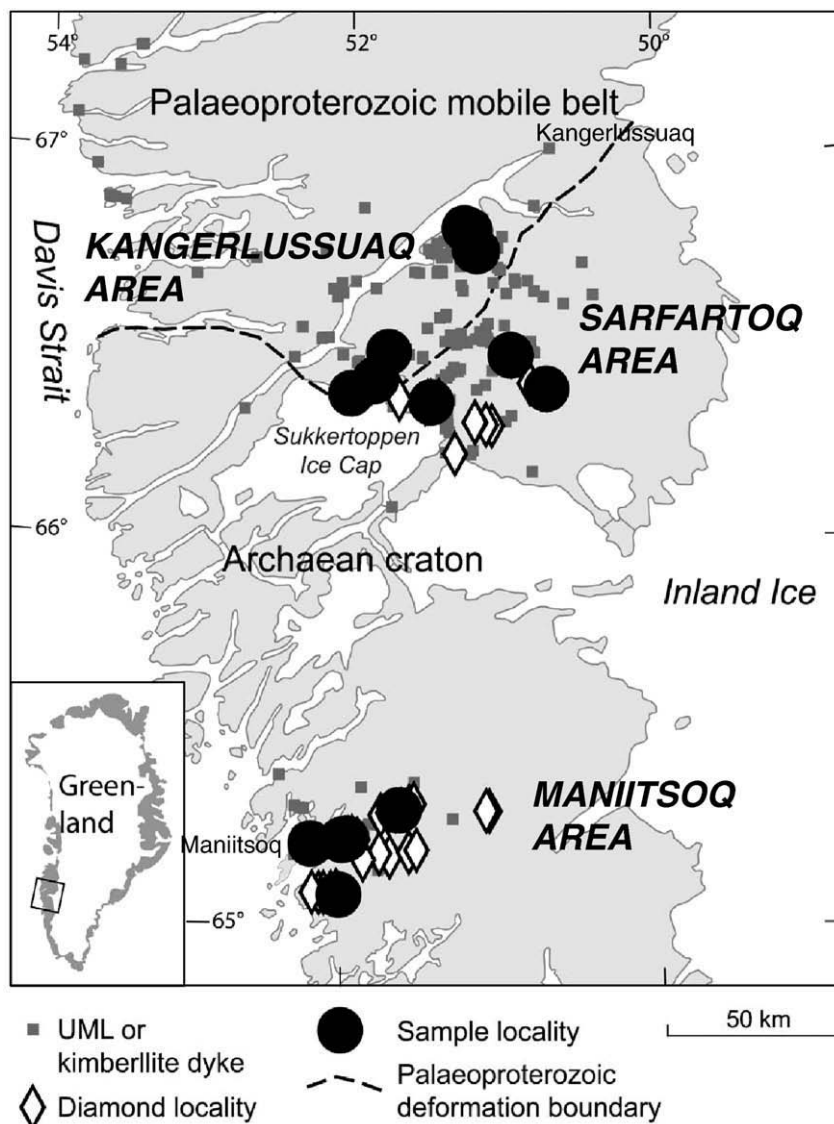 54°
52°
50°
Palaeoproterozoic mobile belt
Kangerlussuaq
67°
KANGERLUSSUAQ
AREA
Davis Strait
SARFARTOQ
AREA
Sukkertoppen
Ice Cap
66°
Archaean craton
Inland Ice
Green-
land
MANIITSOQ
AREA
Maniitsoq
65°
UML or
kimberllite dyke
Sample locality
50 km
Diamond locality
Palaeoproterozoic
deformation boundary